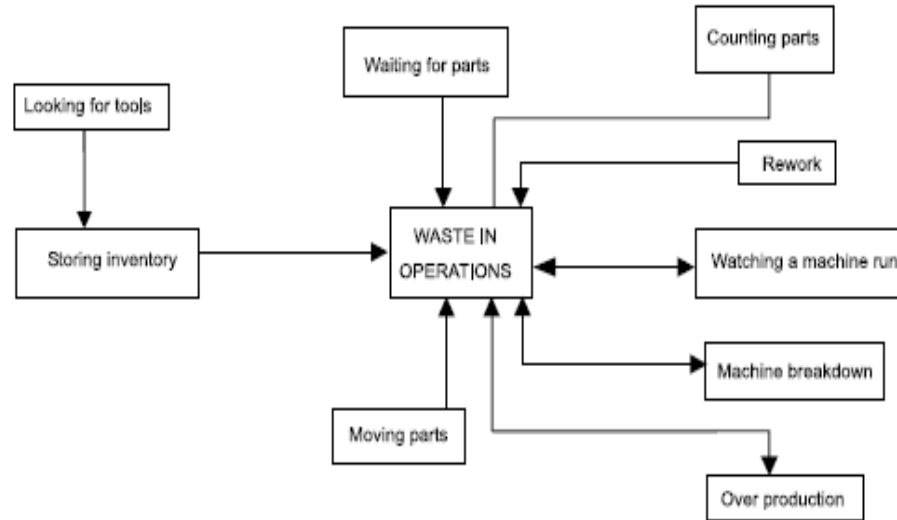 Counting parts
Waiting for parts
Looking for tools
Rework
WASTE IN
OPERATIONS
Storing inventory
Watching a machine run
Machine breakdown
Moving parts
Over production